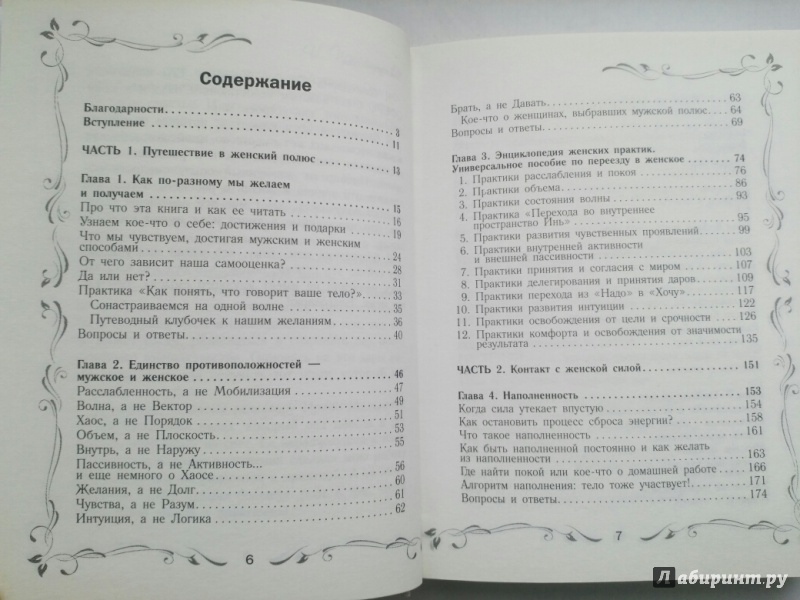 Содержание
Благодарности 3
Вступление 11
ЧАСТЬ 1. Путешествие в женский полюс 13
Глава 1. Как по-разному мы желаем
и получаем 15
Про что эта книга и как ее читать 16
Узнаем кое-что о себе: достижения и подарки 19
Что мы чувствуем, достигая мужским и женским
способами 24
От чего зависит наша самооценка? 28
Да или нет? 31
Практика «Как понять, что говорит ваше тело?» 33
Сонастраиваемся на одной волне 35
Путеводный клубочек к нашим желаниям 36
Вопросы и ответы 40
Глава 2. Единство противоположностей —
мужское и женское 46
Расслабленность, а не Мобилизация 47
Волна, а не Вектор 49
Хаос, а не Порядок 51
Объем, а не Плоскость 53
Внутрь, а не Наружу 55
Пассивность, а не Активность...
и еще немного о Хаосе 56
Желания, а не Долг 60
Чувства, а не Разум 61
Интуиция, а не Логика 62
6
Брать, а не Давать 63
Кое-что о женщинах, выбравших мужской полюс 64
Вопросы и ответы 69
Глава 3. Энциклопедия женских практик.
Универсальное пособие по переезду в женское 74
1. Практики расслабления и покоя 76
2. Практики объема 86
3. Практики состояния волны 93
4. Практика «Перехода во внутреннее
пространство Инь» 95
5. Практики развития чувственных проявлений 99
6. Практики внутренней активности
и внешней пассивности 103
7. Практики принятия и согласия с миром 107
8. Практики делегирования и принятия даров 109
9. Практики перехода из «Надо» в «Хочу» 117
10. Практики развития интуиции 122
11. Практики освобождения от цели и срочности 126
12. Практики комфорта и освобождения от значимости
результата 135
ЧАСТЬ 2. Контакт с женской силой 151
Глава 4. Наполненность 153
Когда сила утекает впустую 154
Как остановить процесс сброса энергии? 158
Что такое наполненность 161
Как быть наполненной постоянно и как желать
из наполненности 163
Где найти покой или кое-что о домашней работе 166
Алгоритм наполнения: тело тоже участвует! 171
Вопросы и ответы 174
7
Лабиринт.ру